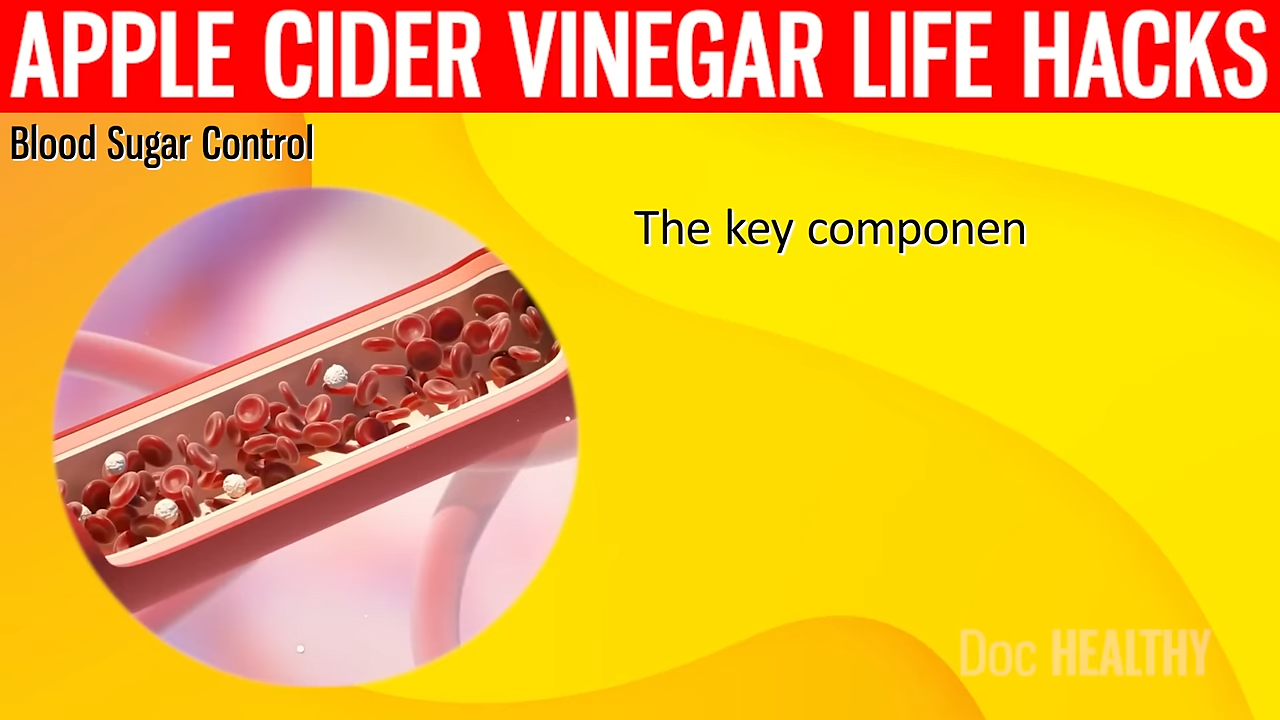 APPLE CIDER VINEGAR LIFE HACKS
Blood Sugar Control
The key componen
Doc HEALTHY